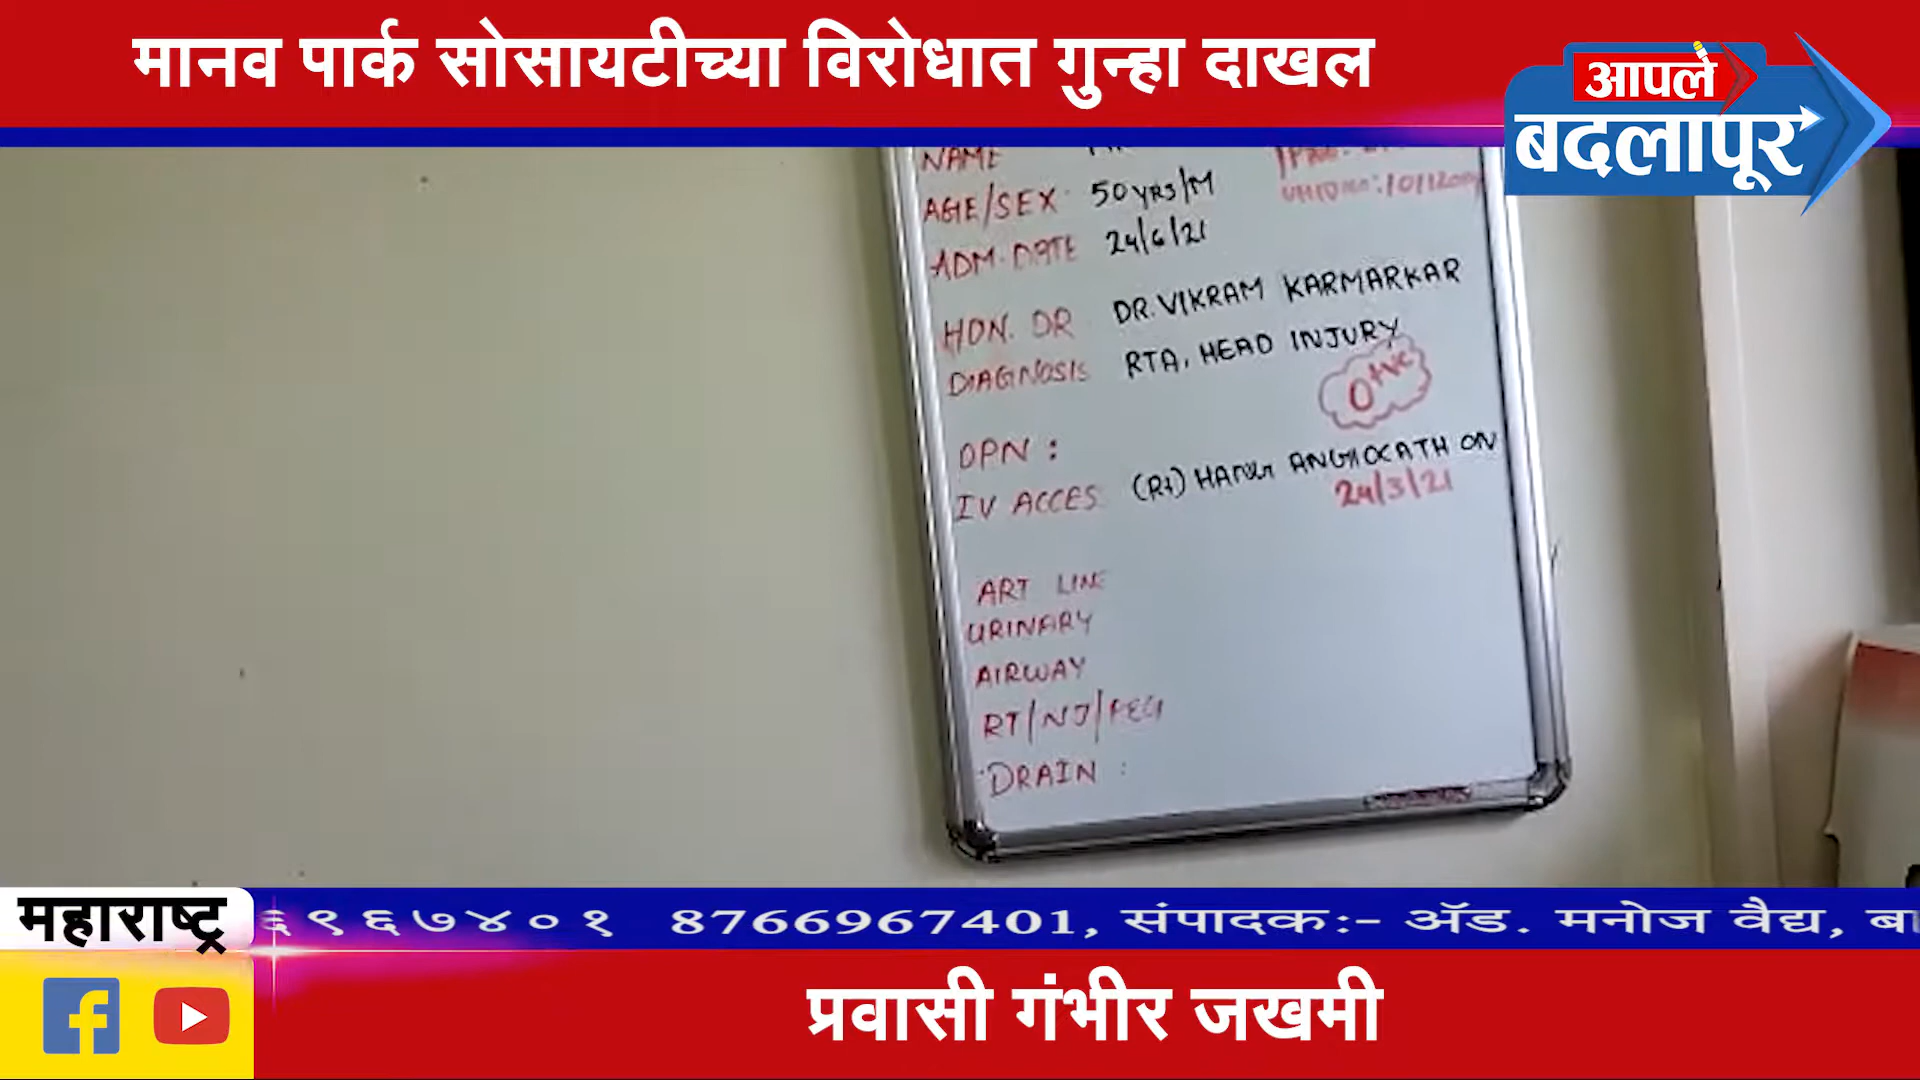 मानव पार्क सोसायटीच्या विरोधात गुन्हा दाखल
आपलं
बदलापूर
NAME
AGE/SEX 50 YRS/M
ADM. DATE 24/6/21
HON. DR DR. VIKRAM KARMARKAR
DIAGNOSIS RTA, HEAD INJURY
O+ve
OPN :
IV ACCES (Rt) HAND ANGIOCATH ON
24/3/21
ART LINE
URINARY
AIRWAY
RT/NJ/PEG
DRAIN :
महाराष्ट्र
६९६७४०१ 8766967401, संपादक:- ॲड. मनोज वैद्य,
प्रवासी गंभीर जखमी